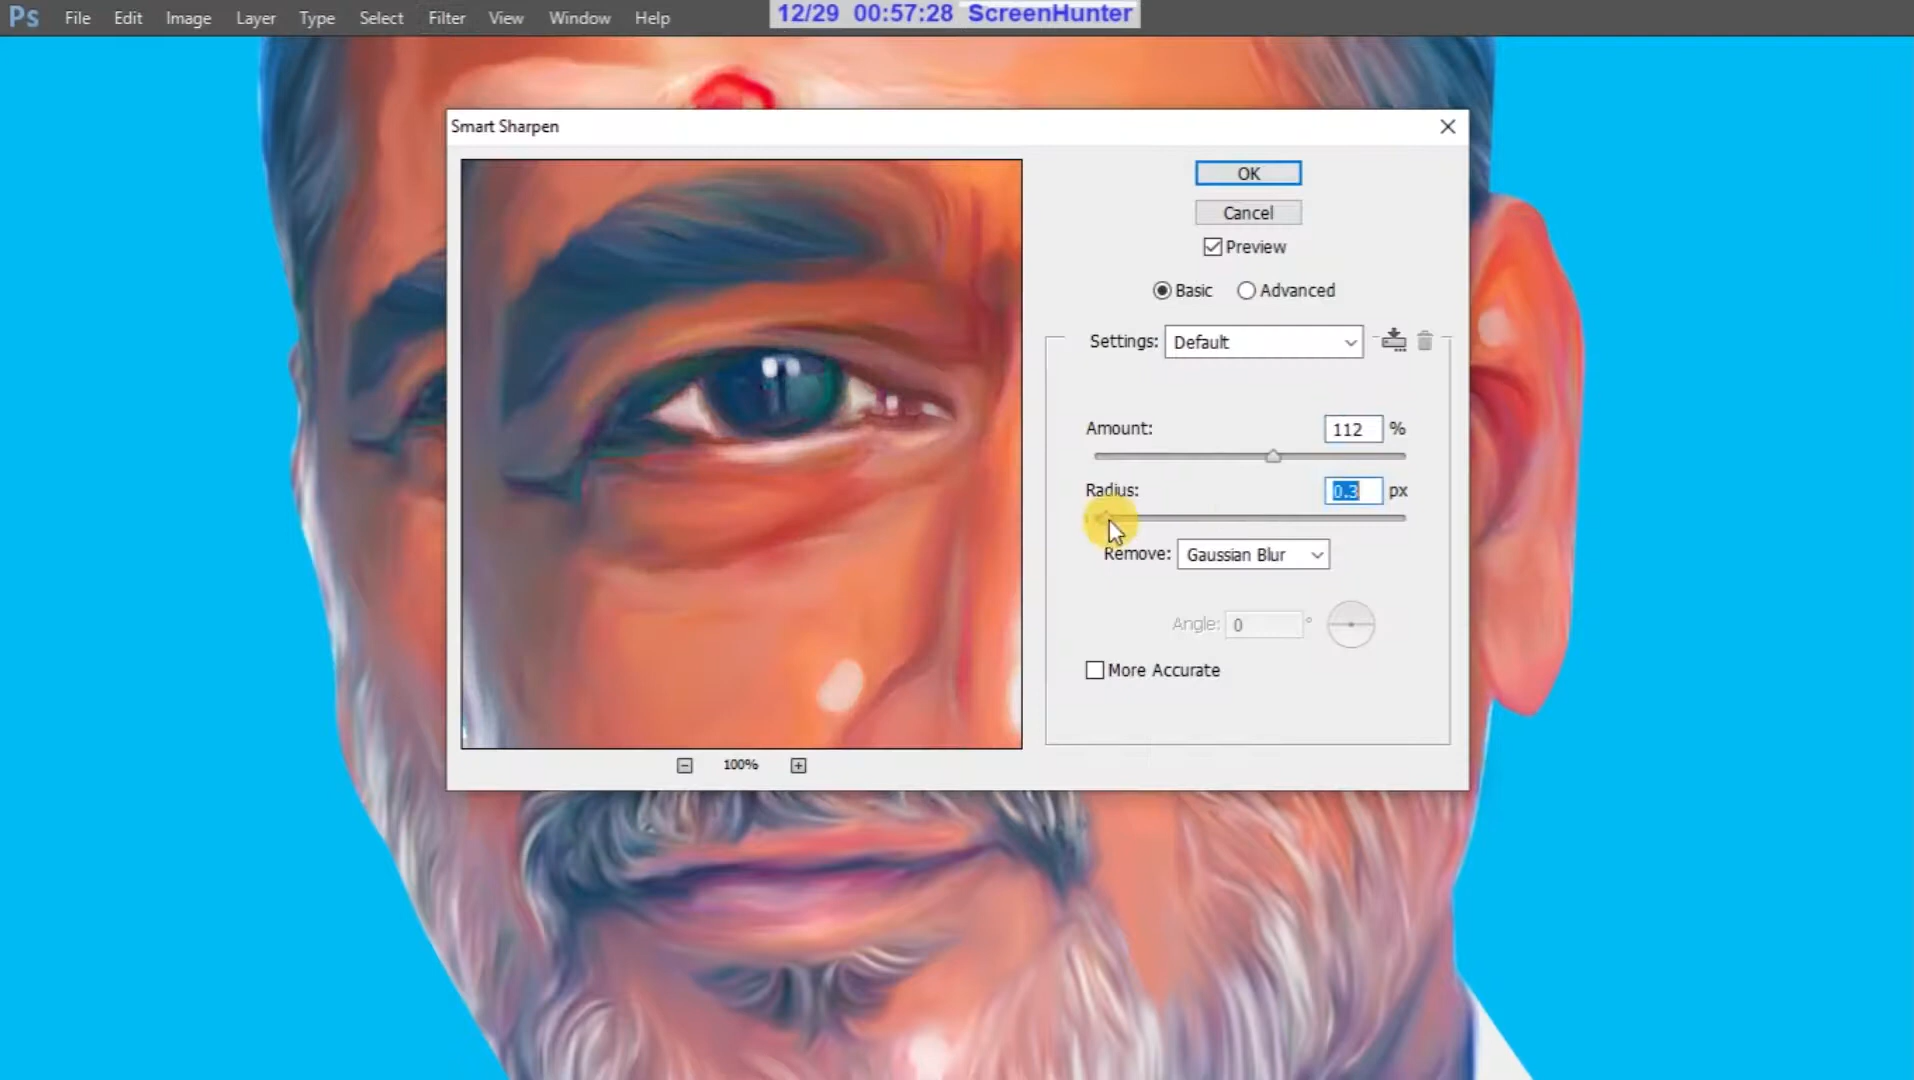 Ps File Edit Image Layer Type Select Filter View Window Help
12/29 00:57:28 ScreenHunter
Smart Sharpen
OK
Cancel
Preview
Basic Advanced
Settings: Default
Amount: 112 %
Radius: 0.3 px
Remove: Gaussian Blur
Angle: 0 °
More Accurate
100%